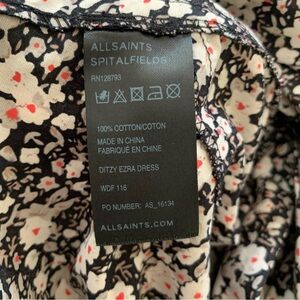 ALLSAINTS
SPITALFIELDS
RN128793
100% COTTON/COTON
MADE IN CHINA
FABRIQUÉ EN CHINE
DITZY EZRA DRESS
WDF 116
PO NUMBER: AS_16134
ALLSAINTS.COM